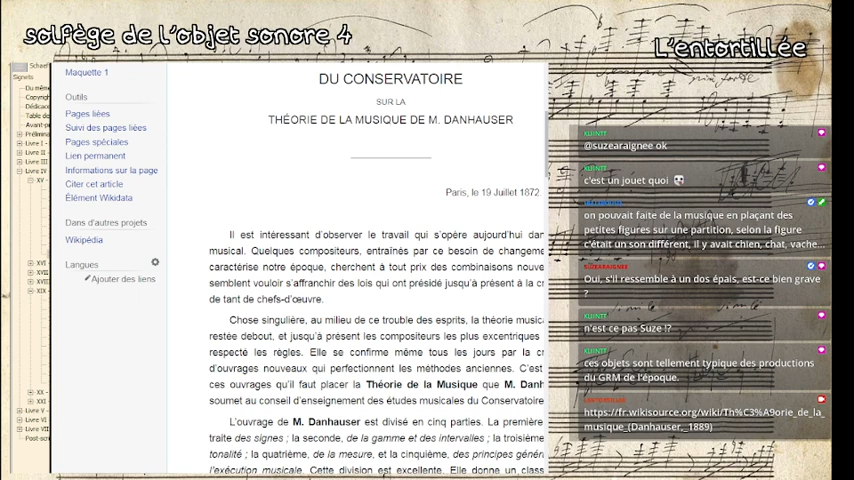 solfège de l'objet sonore 4
L'entortillée
Signets
Maquette 1
Outils
Pages liées
Suivi des pages liées
Pages spéciales
Lien permanent
Informations sur la page
Citer cet article
Élément Wikidata
Dans d'autres projets
Wikipédia
Langues
Ajouter des liens
DU CONSERVATOIRE
SUR LA
THÉORIE DE LA MUSIQUE DE M. DANHAUSER
Paris, le 19 Juillet 1872
Il est intéressant d'observer le travail qui s'opère aujourd'hui dan
musical. Quelques compositeurs, entraînés par ce besoin de changeme
caractérise notre époque, cherchent à tout prix des combinaisons nouve
semblent vouloir s'affranchir des lois qui ont présidé jusqu'à présent à la cr
de tant de chefs-d'œuvre.
Chose singulière, au milieu de ce trouble des esprits, la théorie musica
restée debout, et jusqu'à présent les compositeurs les plus excentriques
respecté les règles. Elle se confirme même tous les jours par la cr
d'ouvrages nouveaux qui perfectionnent les méthodes anciennes. C'est
ces ouvrages qu'il faut placer la Théorie de la Musique que M. Danh
soumet au conseil d'enseignement des études musicales du Conservatoire
L'ouvrage de M. Danhauser est divisé en cinq parties. La première
traite des signes ; la seconde, de la gamme et des intervalles ; la troisième
tonalité ; la quatrième, de la mesure, et la cinquième, des principes génér
l'exécution musicale. Cette division est excellente. Elle donne un class
KUINTT
@suzearaignee ok
KUINTT
c'est un jouet quoi
on pouvait faite de la musique en plaçant des
petites figures sur une partition, selon la figure
c'était un son différent, il y avait chien, chat, vache...
SUZEARAIGNEE
Oui, s'il ressemble à un dos épais, est-ce bien grave
?
KUINTT
n'est ce pas Suze !?
KUINTT
ces objets sont tellement typique des productions
du GRM de l'époque.
https://fr.wikisource.org/wiki/Th%C3%A9orie_de_la_
musique_(Danhauser,_1889)